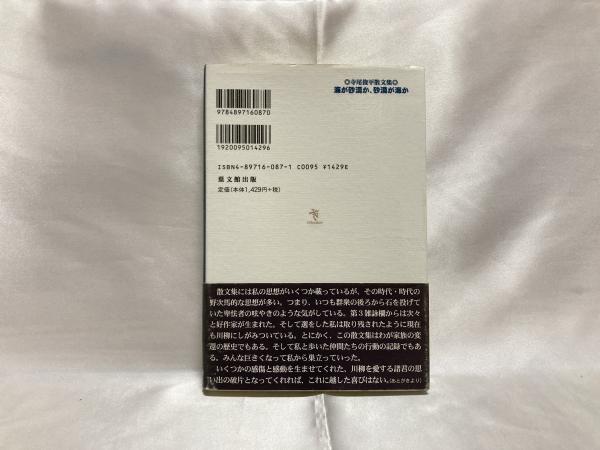 ◎寺尾俊平散文集◎
海が砂漠か、砂漠が海か
9784897160870
1920095014296
ISBN4-89716-087-1 C0095 ¥1429E
葉文館出版
定価(本体1,429円+税)
散文集には私の思想がいくつか載っているが、その時代・時代の
野次馬的な思想が多い。つまり、いつも群衆の後ろから石を投げて
いた卑怯者の呟やきのような気がしている。第3雑詠欄からは次々
と好作家が生まれた。そして選をした私は取り残されたように現在
も川柳にしがみついている。とにかく、この散文集はわが家族の変
遷の歴史でもある。そして私と歩いた仲間たちの行動の記録でもあ
る。みんな巨きくなって私から巣立っていった。
いくつかの感傷と感動を生ませてくれた、川柳を愛する諸君の思
い出の破片となってくれれば、これに越した喜びはない。(あとがきより)